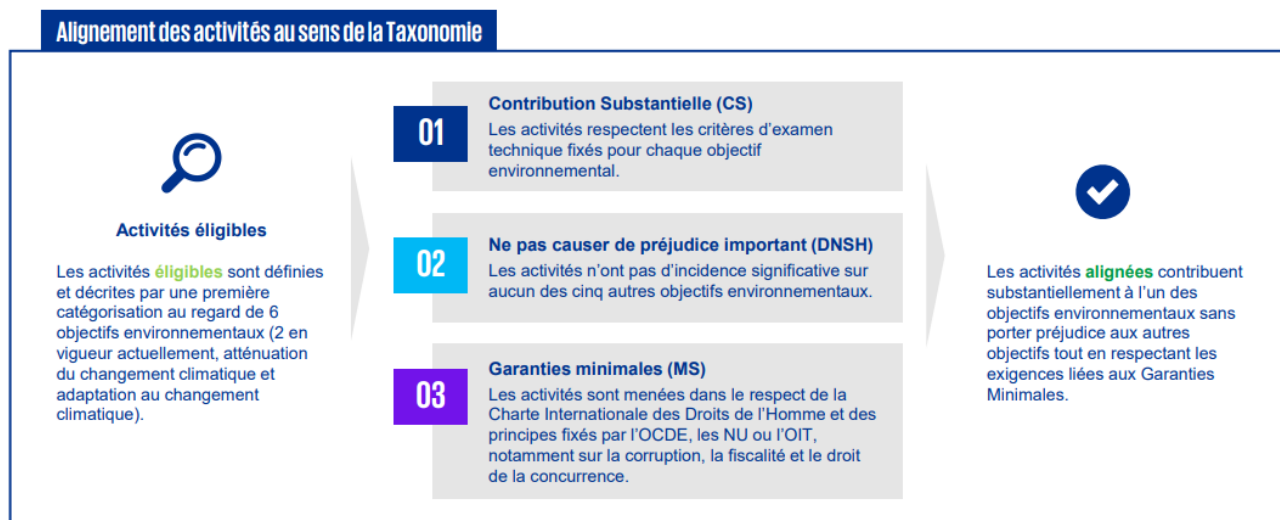 Alignement des activités au sens de la Taxonomie
Activités éligibles
Les activités éligibles sont définies
et décrites par une première
catégorisation au regard de 6
objectifs environnementaux (2 en
vigueur actuellement, atténuation
du changement climatique et
adaptation au changement
climatique).
01
Contribution Substantielle (CS)
Les activités respectent les critères d'examen
technique fixés pour chaque objectif
environnemental.
02
Ne pas causer de préjudice important (DNSH)
Les activités n'ont pas d'incidence significative sur
aucun des cinq autres objectifs environnementaux.
03
Garanties minimales (MS)
Les activités sont menées dans le respect de la
Charte Internationale des Droits de l'Homme et des
principes fixés par l'OCDE, les NU ou l'OIT,
notamment sur la corruption, la fiscalité et le droit
de la concurrence.
Les activités alignées contribuent
substantiellement à l'un des
objectifs environnementaux sans
porter préjudice aux autres
objectifs tout en respectant les
exigences liées aux Garanties
Minimales.